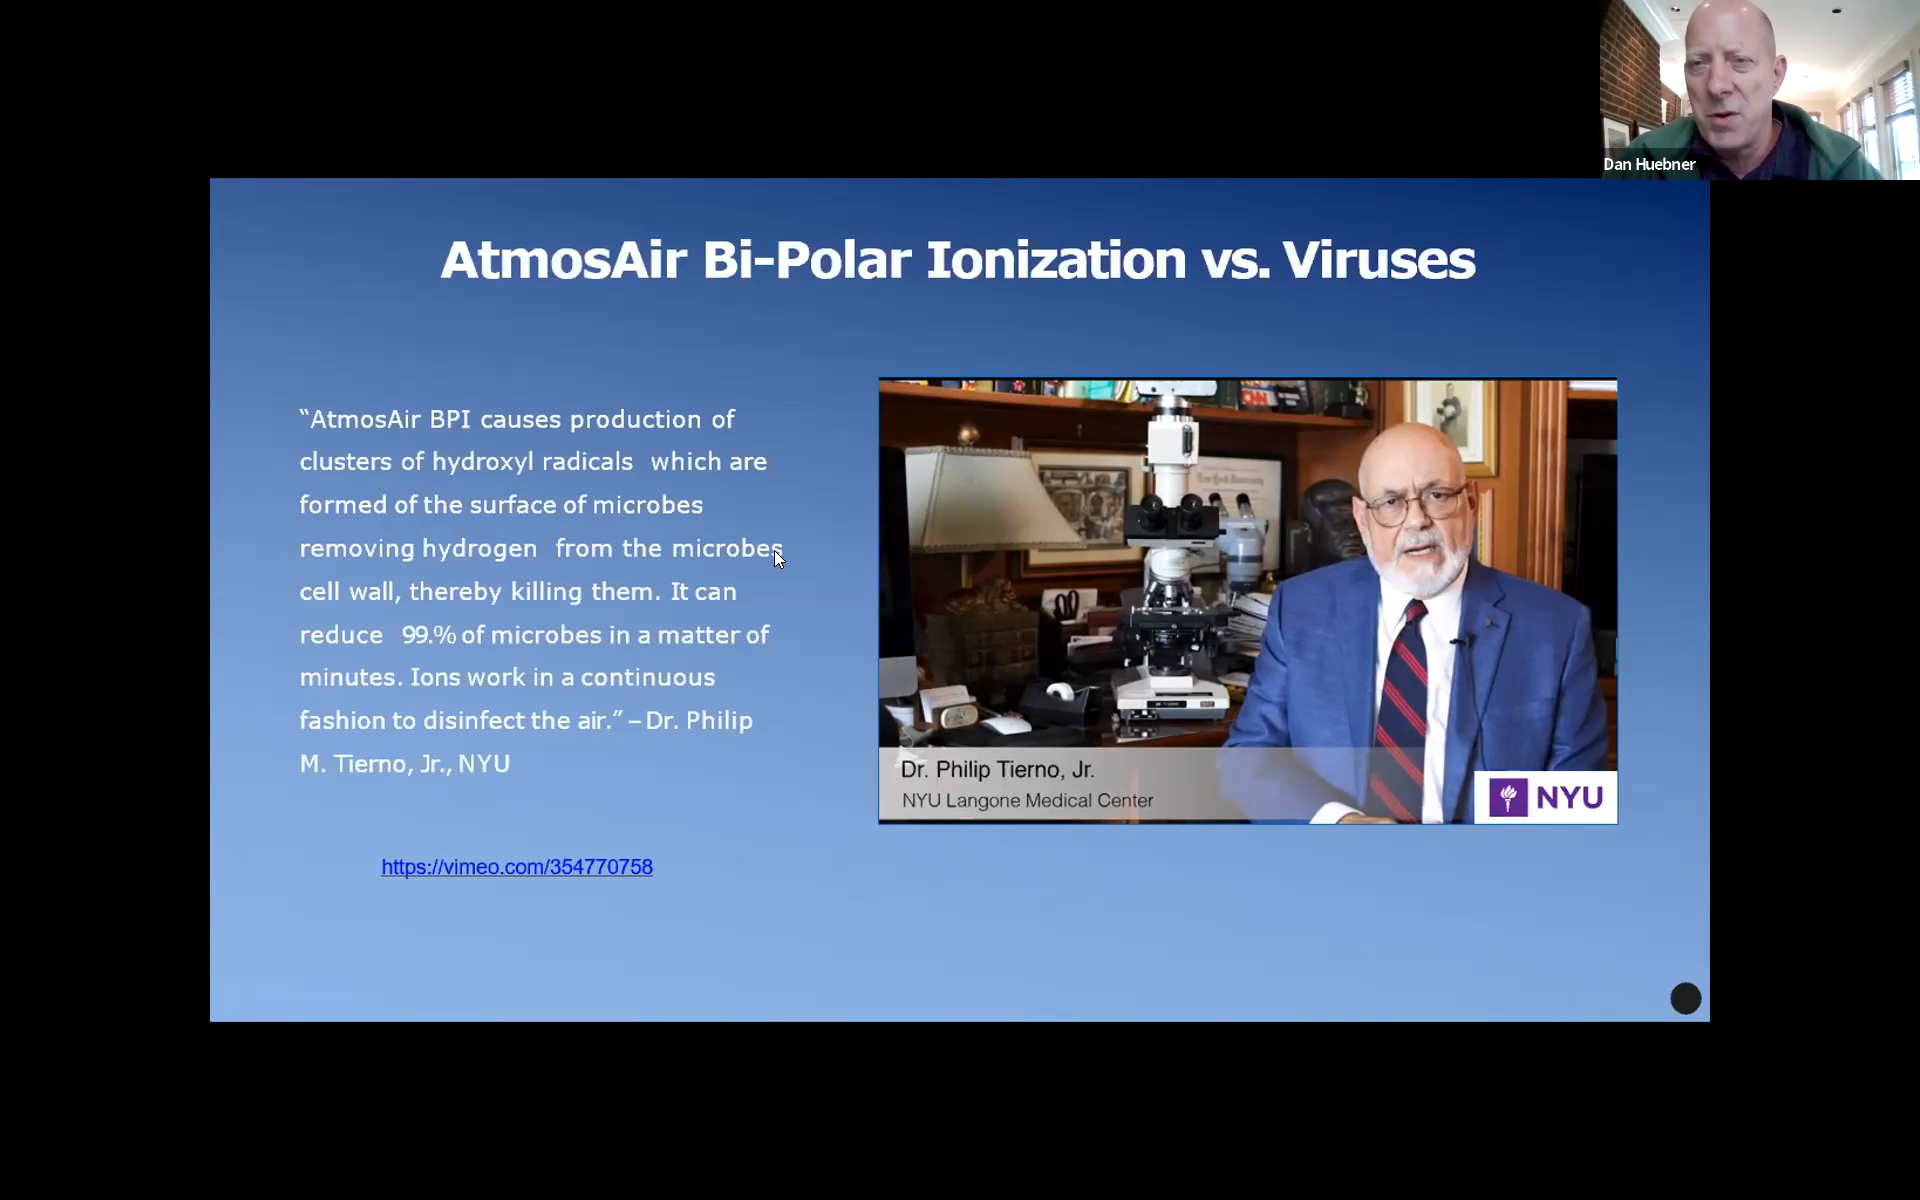 Dan Huebner
AtmosAir Bi-Polar Ionization vs. Viruses
“AtmosAir BPI causes production of
clusters of hydroxyl radicals which are
formed of the surface of microbes
removing hydrogen from the microbes
cell wall, thereby killing them. It can
reduce 99.% of microbes in a matter of
minutes. Ions work in a continuous
fashion to disinfect the air.” – Dr. Philip
M. Tierno, Jr., NYU
https://vimeo.com/354770758
Dr. Philip Tierno, Jr.
NYU Langone Medical Center
NYU